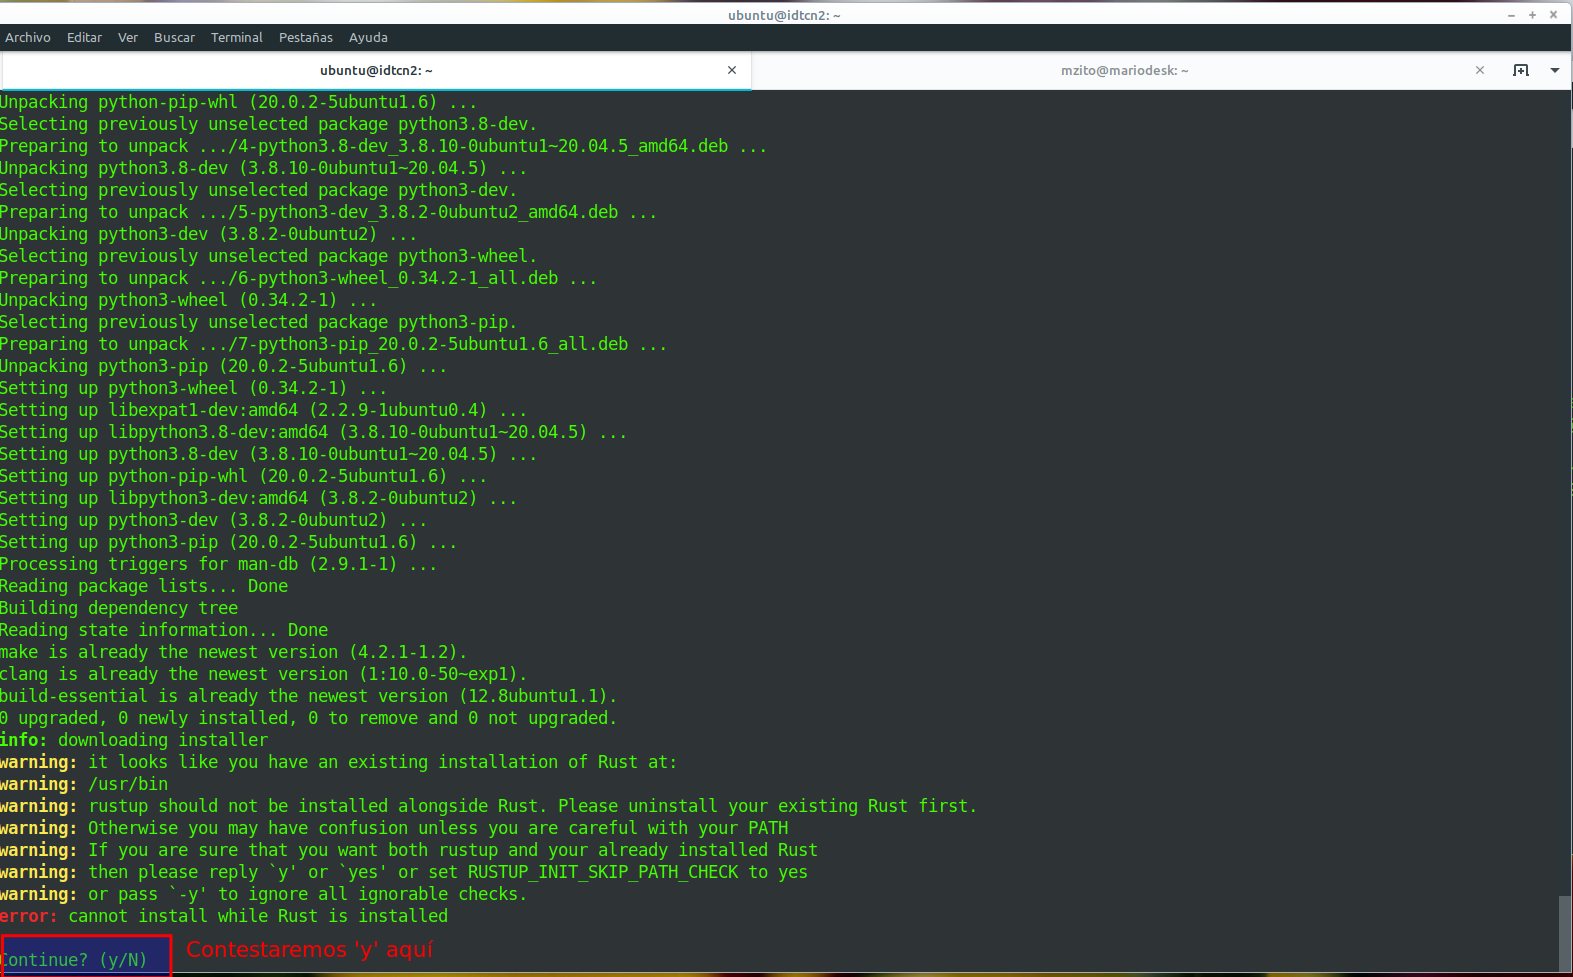 ubuntu@idtcn2: ~
Archivo Editar Ver Buscar Terminal Pestañas Ayuda
ubuntu@idtcn2: ~ mzito@mariodesk: ~
Unpacking python-pip-whl (20.0.2-5ubuntu1.6) ...
Selecting previously unselected package python3.8-dev.
Preparing to unpack .../4-python3.8-dev_3.8.10-0ubuntu1~20.04.5_amd64.deb ...
Unpacking python3.8-dev (3.8.10-0ubuntu1~20.04.5) ...
Selecting previously unselected package python3-dev.
Preparing to unpack .../5-python3-dev_3.8.2-0ubuntu2_amd64.deb ...
Unpacking python3-dev (3.8.2-0ubuntu2) ...
Selecting previously unselected package python3-wheel.
Preparing to unpack .../6-python3-wheel_0.34.2-1_all.deb ...
Unpacking python3-wheel (0.34.2-1) ...
Selecting previously unselected package python3-pip.
Preparing to unpack .../7-python3-pip_20.0.2-5ubuntu1.6_all.deb ...
Unpacking python3-pip (20.0.2-5ubuntu1.6) ...
Setting up python3-wheel (0.34.2-1) ...
Setting up libexpat1-dev:amd64 (2.2.9-1ubuntu0.4) ...
Setting up libpython3.8-dev:amd64 (3.8.10-0ubuntu1~20.04.5) ...
Setting up python3.8-dev (3.8.10-0ubuntu1~20.04.5) ...
Setting up python-pip-whl (20.0.2-5ubuntu1.6) ...
Setting up libpython3-dev:amd64 (3.8.2-0ubuntu2) ...
Setting up python3-dev (3.8.2-0ubuntu2) ...
Setting up python3-pip (20.0.2-5ubuntu1.6) ...
Processing triggers for man-db (2.9.1-1) ...
Reading package lists... Done
Building dependency tree
Reading state information... Done
make is already the newest version (4.2.1-1.2).
clang is already the newest version (1:10.0-50~exp1).
build-essential is already the newest version (12.8ubuntu1.1).
0 upgraded, 0 newly installed, 0 to remove and 0 not upgraded.
info: downloading installer
warning: it looks like you have an existing installation of Rust at:
warning: /usr/bin
warning: rustup should not be installed alongside Rust. Please uninstall your existing Rust first.
warning: Otherwise you may have confusion unless you are careful with your PATH
warning: If you are sure that you want both rustup and your already installed Rust
warning: then please reply `y' or `yes' or set RUSTUP_INIT_SKIP_PATH_CHECK to yes
warning: or pass `-y' to ignore all ignorable checks.
error: cannot install while Rust is installed
Contestaremos 'y' aquí
Continue? (y/N)